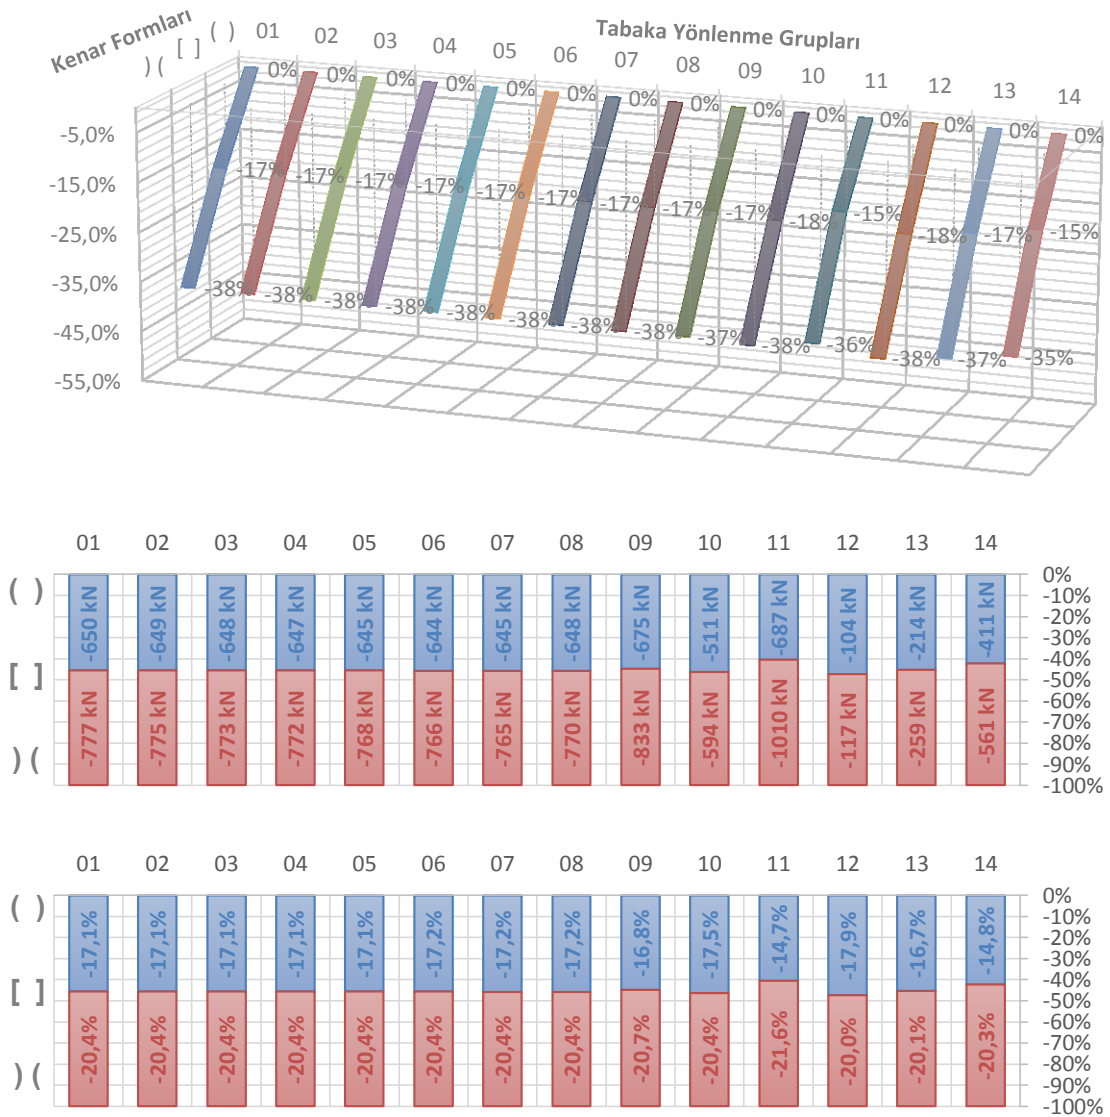 Kenar Formları
Tabaka Yönlenme Grupları
) ( [ ] ( ) 01 02 03 04 05 06 07 08 09 10 11 12 13 14
0% 0% 0% 0% 0% 0% 0% 0% 0% 0% 0% 0% 0% 0%
-17% -17% -17% -17% -17% -17% -17% -17% -17% -18% -15% -18% -17% -15%
-38% -38% -38% -38% -38% -38% -38% -38% -37% -38% -36% -38% -37% -35%
-5,0%
-15,0%
-25,0%
-35,0%
-45,0%
-55,0%
01 02 03 04 05 06 07 08 09 10 11 12 13 14
( )
-650 kN -649 kN -648 kN -647 kN -645 kN -644 kN -645 kN -648 kN -675 kN -511 kN -687 kN -104 kN -214 kN -411 kN
[ ]
-777 kN -775 kN -773 kN -772 kN -768 kN -766 kN -765 kN -770 kN -833 kN -594 kN -1010 kN -117 kN -259 kN -561 kN
) (
0%
-10%
-20%
-30%
-40%
-50%
-60%
-70%
-80%
-90%
-100%
01 02 03 04 05 06 07 08 09 10 11 12 13 14
( )
-17,1% -17,1% -17,1% -17,1% -17,1% -17,2% -17,2% -17,2% -16,8% -17,5% -14,7% -17,9% -16,7% -14,8%
[ ]
-20,4% -20,4% -20,4% -20,4% -20,4% -20,4% -20,4% -20,4% -20,7% -20,4% -21,6% -20,0% -20,1% -20,3%
) (
0%
-10%
-20%
-30%
-40%
-50%
-60%
-70%
-80%
-90%
-100%